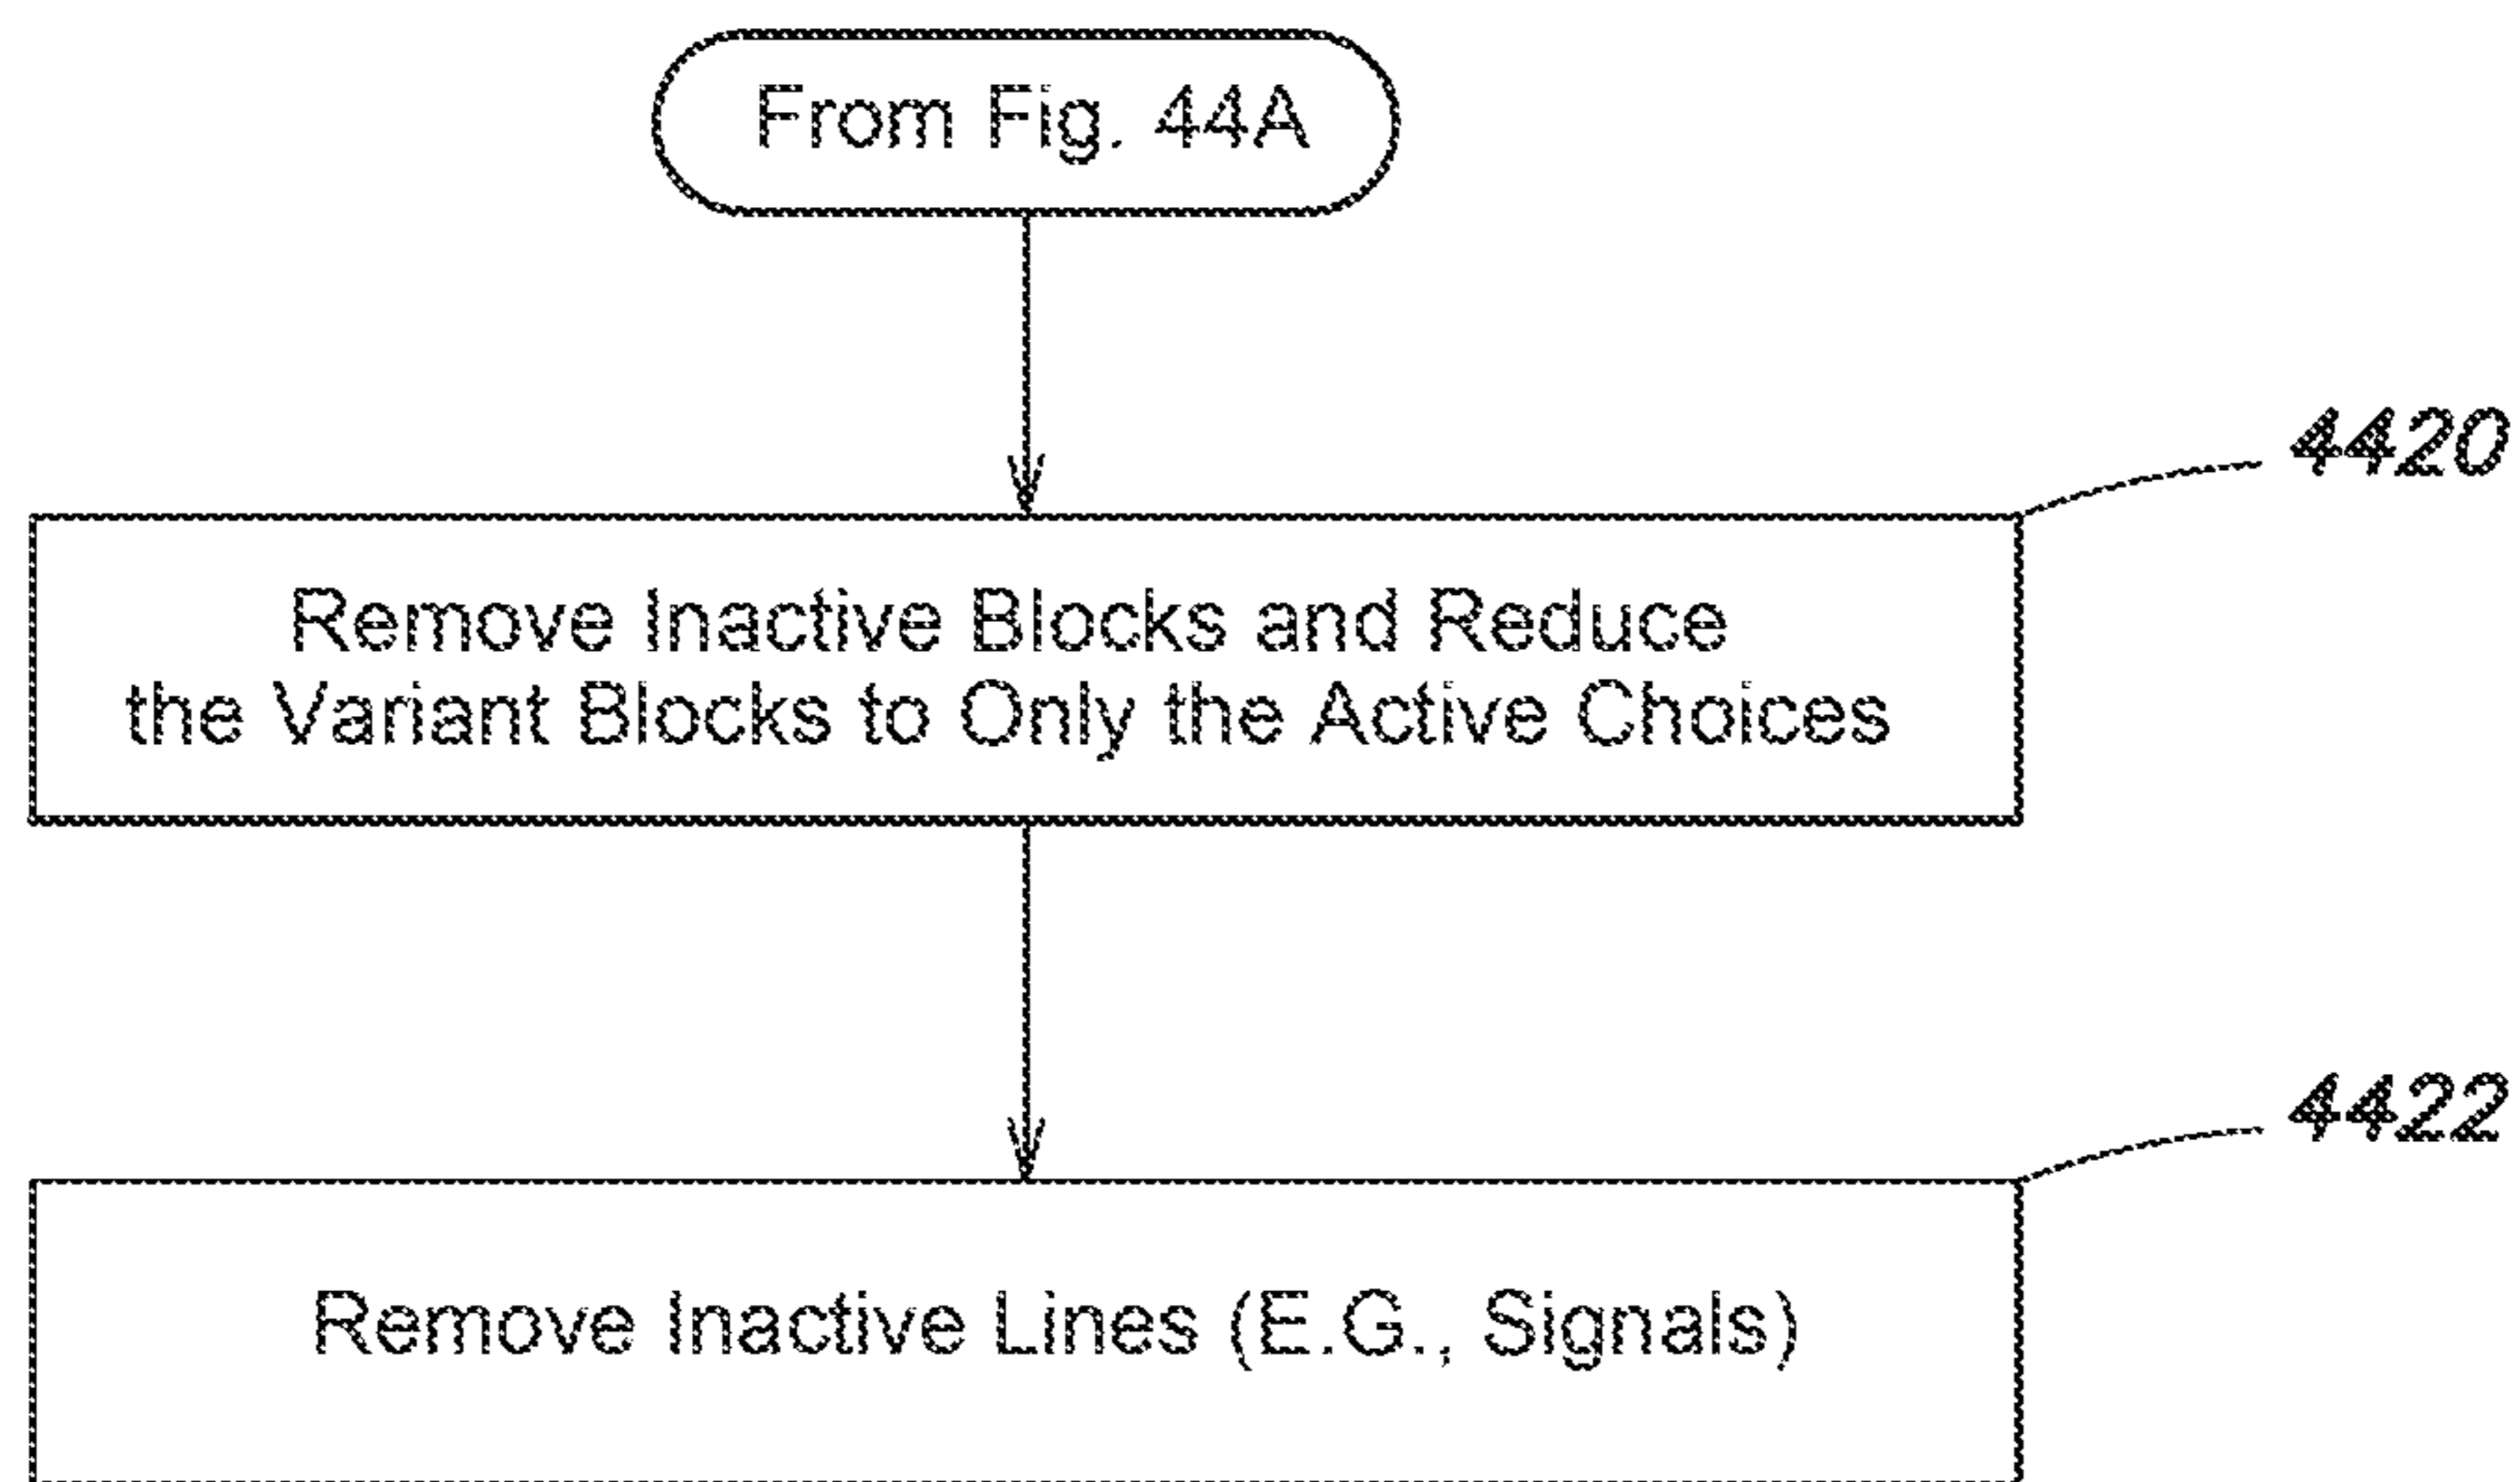 From Fig. 44A
4420
Remove Inactive Blocks and Reduce
the Variant Blocks to Only the Active Choices
4422
Remove Inactive Lines (E.G., Signals)